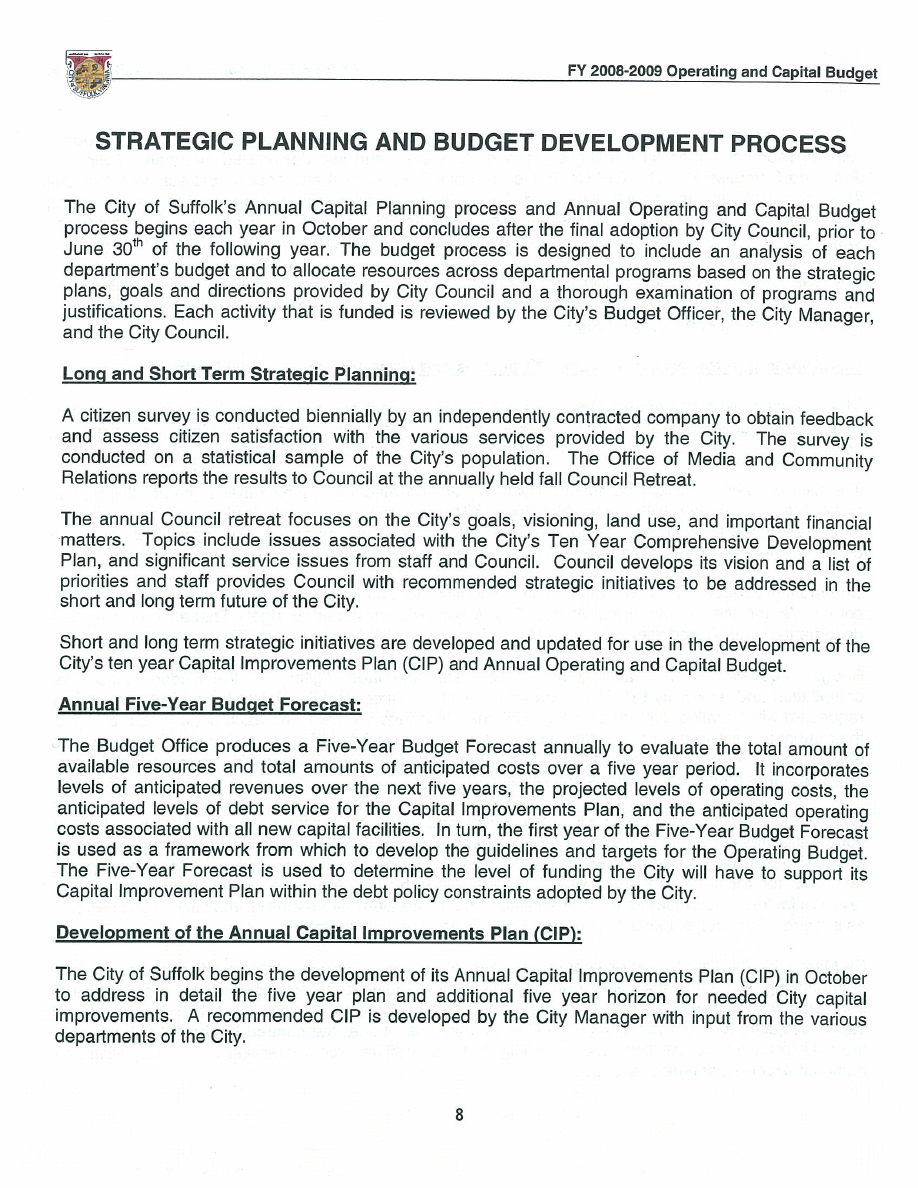 FY 2008-2009 Operating and Capital Budget
STRATEGIC PLANNING AND BUDGET DEVELOPMENT PROCESS
The City of Suffolk's Annual Capital Planning process and Annual Operating and Capital Budget
process begins each year in October and concludes after the final adoption by City Council, prior to
June 30th of the following year. The budget process is designed to include an analysis of each
department's budget and to allocate resources across departmental programs based on the strategic
plans, goals and directions provided by City Council and a thorough examination of programs and
justifications. Each activity that is funded is reviewed by the City's Budget Officer, the City Manager,
and the City Council.
Long and Short Term Strategic Planning:
A citizen survey is conducted biennially by an independently contracted company to obtain feedback
and assess citizen satisfaction with the various services provided by the City. The survey is
conducted on a statistical sample of the City's population. The Office of Media and Community
Relations reports the results to Council at the annually held fall Council Retreat.
The annual Council retreat focuses on the City's goals, visioning, land use, and important financial
matters. Topics include issues associated with the City's Ten Year Comprehensive Development
Plan, and significant service issues from staff and Council. Council develops its vision and a list of
priorities and staff provides Council with recommended strategic initiatives to be addressed in the
short and long term future of the City.
Short and long term strategic initiatives are developed and updated for use in the development of the
City's ten year Capital Improvements Plan (CIP) and Annual Operating and Capital Budget.
Annual Five-Year Budget Forecast:
The Budget Office produces a Five-Year Budget Forecast annually to evaluate the total amount of
available resources and total amounts of anticipated costs over a five year period. It incorporates
levels of anticipated revenues over the next five years, the projected levels of operating costs, the
anticipated levels of debt service for the Capital Improvements Plan, and the anticipated operating
costs associated with all new capital facilities. In turn, the first year of the Five-Year Budget Forecast
is used as a framework from which to develop the guidelines and targets for the Operating Budget.
The Five-Year Forecast is used to determine the level of funding the City will have to support its
Capital Improvement Plan within the debt policy constraints adopted by the City.
Development of the Annual Capital Improvements Plan (CIP):
The City of Suffolk begins the development of its Annual Capital Improvements Plan (CIP) in October
to address in detail the five year plan and additional five year horizon for needed City capital
improvements. A recommended CIP is developed by the City Manager with input from the various
departments of the City.
8